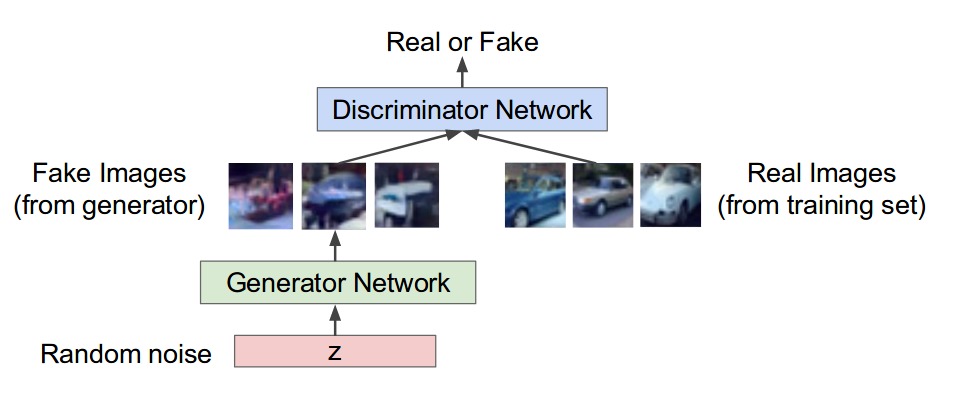 Real or Fake
Discriminator Network
Fake Images
(from generator)
Real Images
(from training set)
Generator Network
Random noise
z